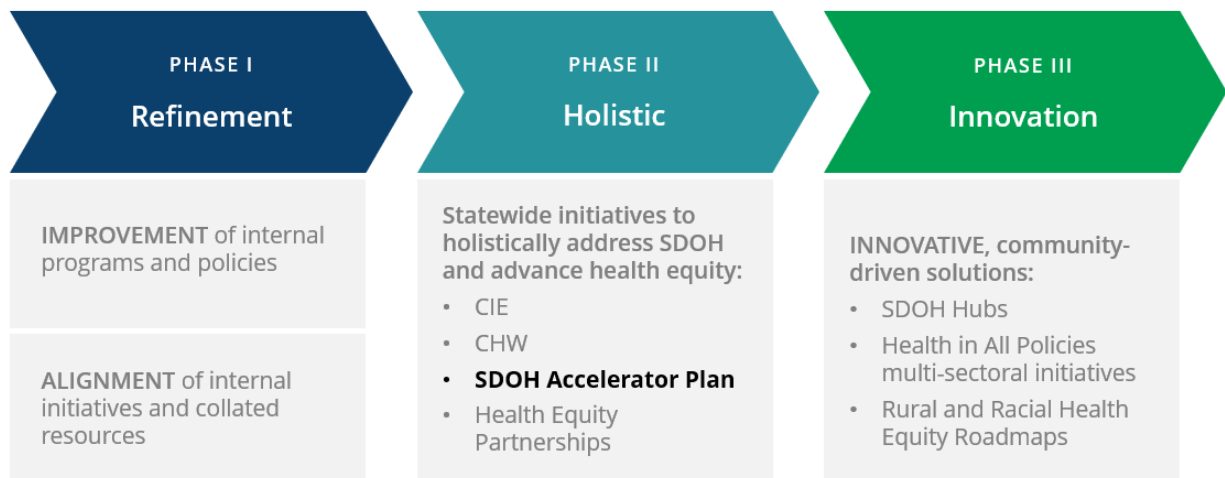 PHASE I
Refinement
IMPROVEMENT of internal
programs and policies
ALIGNMENT of internal
initiatives and collated
resources
PHASE II
Holistic
Statewide initiatives to
holistically address SDOH
and advance health equity:
• CIE
• CHW
• SDOH Accelerator Plan
• Health Equity
Partnerships
PHASE III
Innovation
INNOVATIVE, community-
driven solutions:
• SDOH Hubs
• Health in All Policies
multi-sectoral initiatives
• Rural and Racial Health
Equity Roadmaps